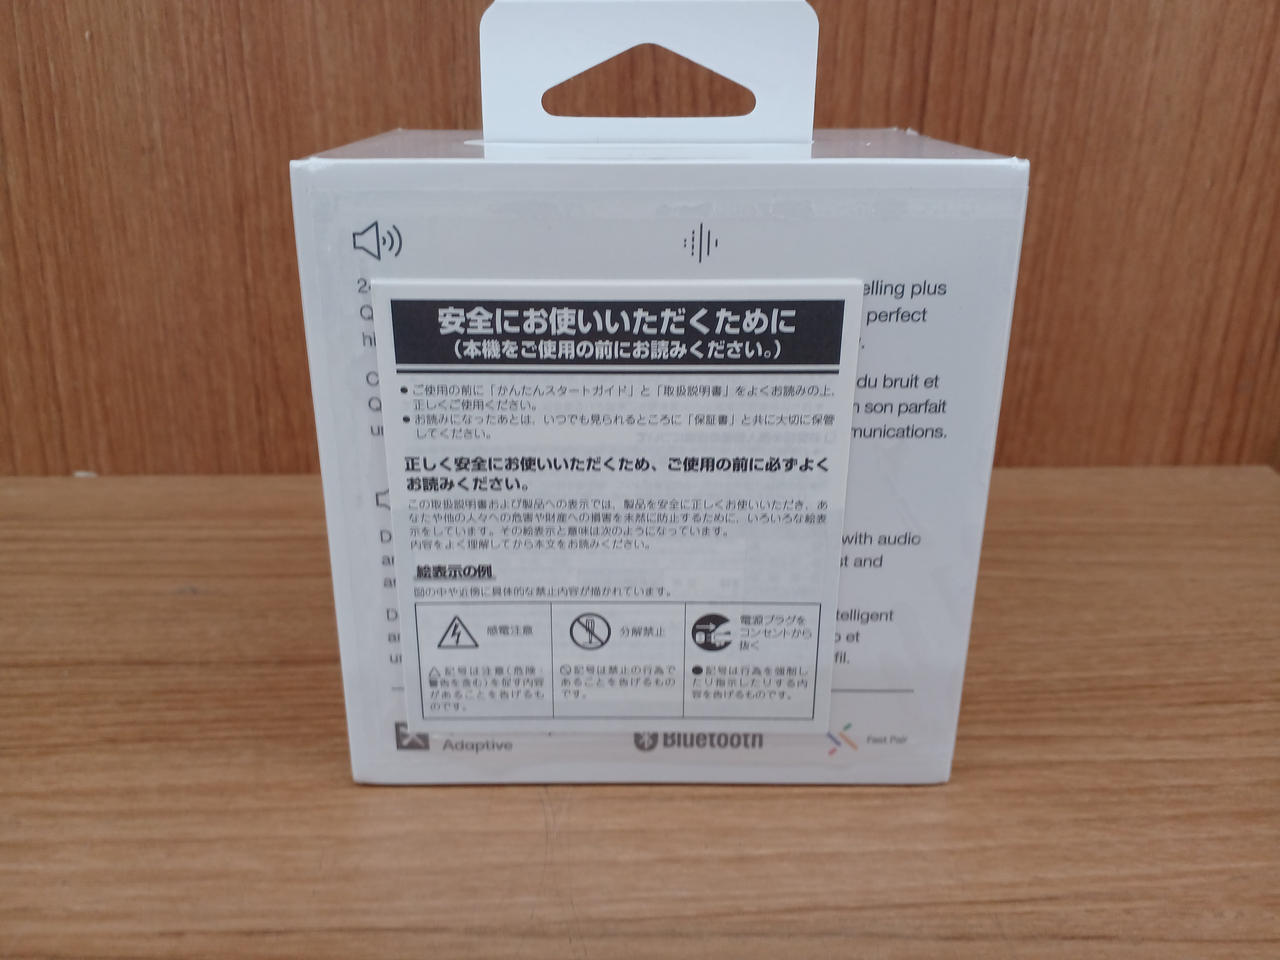 elling plus
perfect
du bruit et
son parfait
munications.
安全にお使いいただくために
（本機をご使用の前にお読みください。）
● ご使用の前に「かんたんスタートガイド」と「取扱説明書」をよくお読みの上、
正しくご使用ください。
● お読みになったあとは、いつでも見られるところに「保証書」と共に大切に保管
してください。
正しく安全にお使いいただくため、ご使用の前に必ずよく
お読みください。
この取扱説明書および製品への表示では、製品を安全に正しくお使いいただき、あ
なたや他の人々への危害や財産への損害を未然に防止するために、いろいろな絵表
示をしています。その絵表示と意味は次のようになっています。
内容をよく理解してから本文をお読みください。
絵表示の例
図の中や近傍に具体的な禁止内容が描かれています。
感電注意
△記号は注意（危険・
警告を含む）を促す内容
があることを告げるも
のです。
分解禁止
記号は禁止の行為で
あることを告げるもの
です。
電源プラグを
コンセントから
抜く
●記号は行為を強制し
たり指示したりする内
容を告げるものです。
with audio
st and
telligent
et
fil.
Adaptive
Bluetooth
Fast Pair